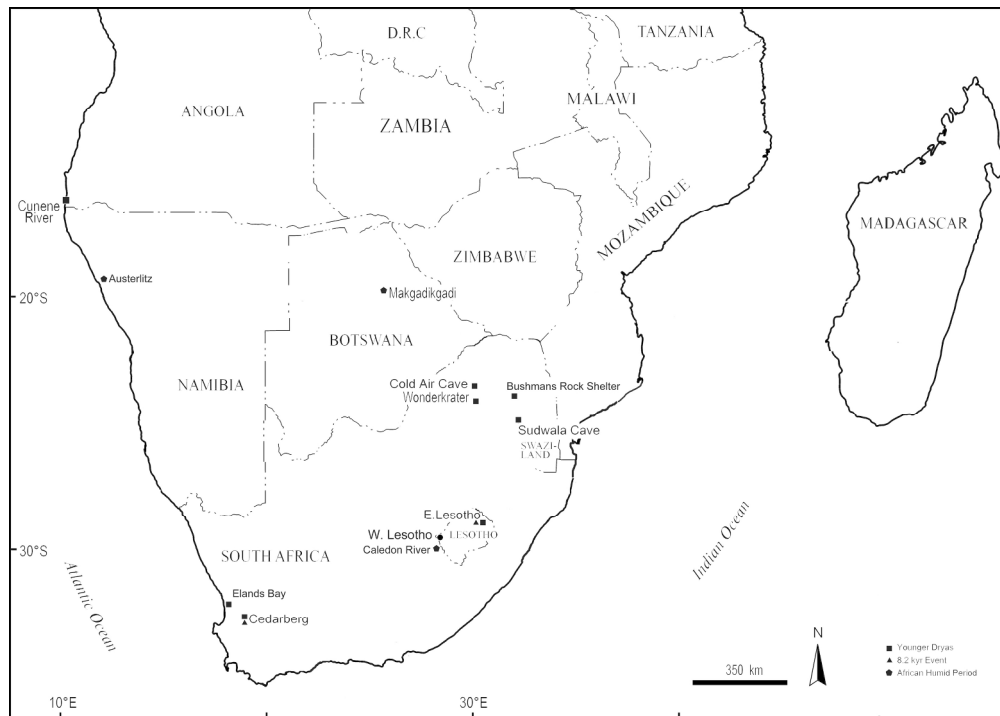 D.R.C
TANZANIA
ANGOLA
ZAMBIA
MALAWI
Cunene
River
MOZAMBIQUE
MADAGASCAR
ZIMBABWE
Austerlitz
Makgadikgadi
20°S
BOTSWANA
NAMIBIA
Cold Air Cave
Bushmans Rock Shelter
Wonderkrater
Sudwala Cave
SWAZI-
LAND
E.Lesotho
W. Lesotho
LESOTHO
Caledon River
30°S
SOUTH AFRICA
Indian Ocean
Atlantic Ocean
Elands Bay
Cedarberg
N
350 km
Younger Dryas
8.2 kyr Event
African Humid Period
10°E
30°E